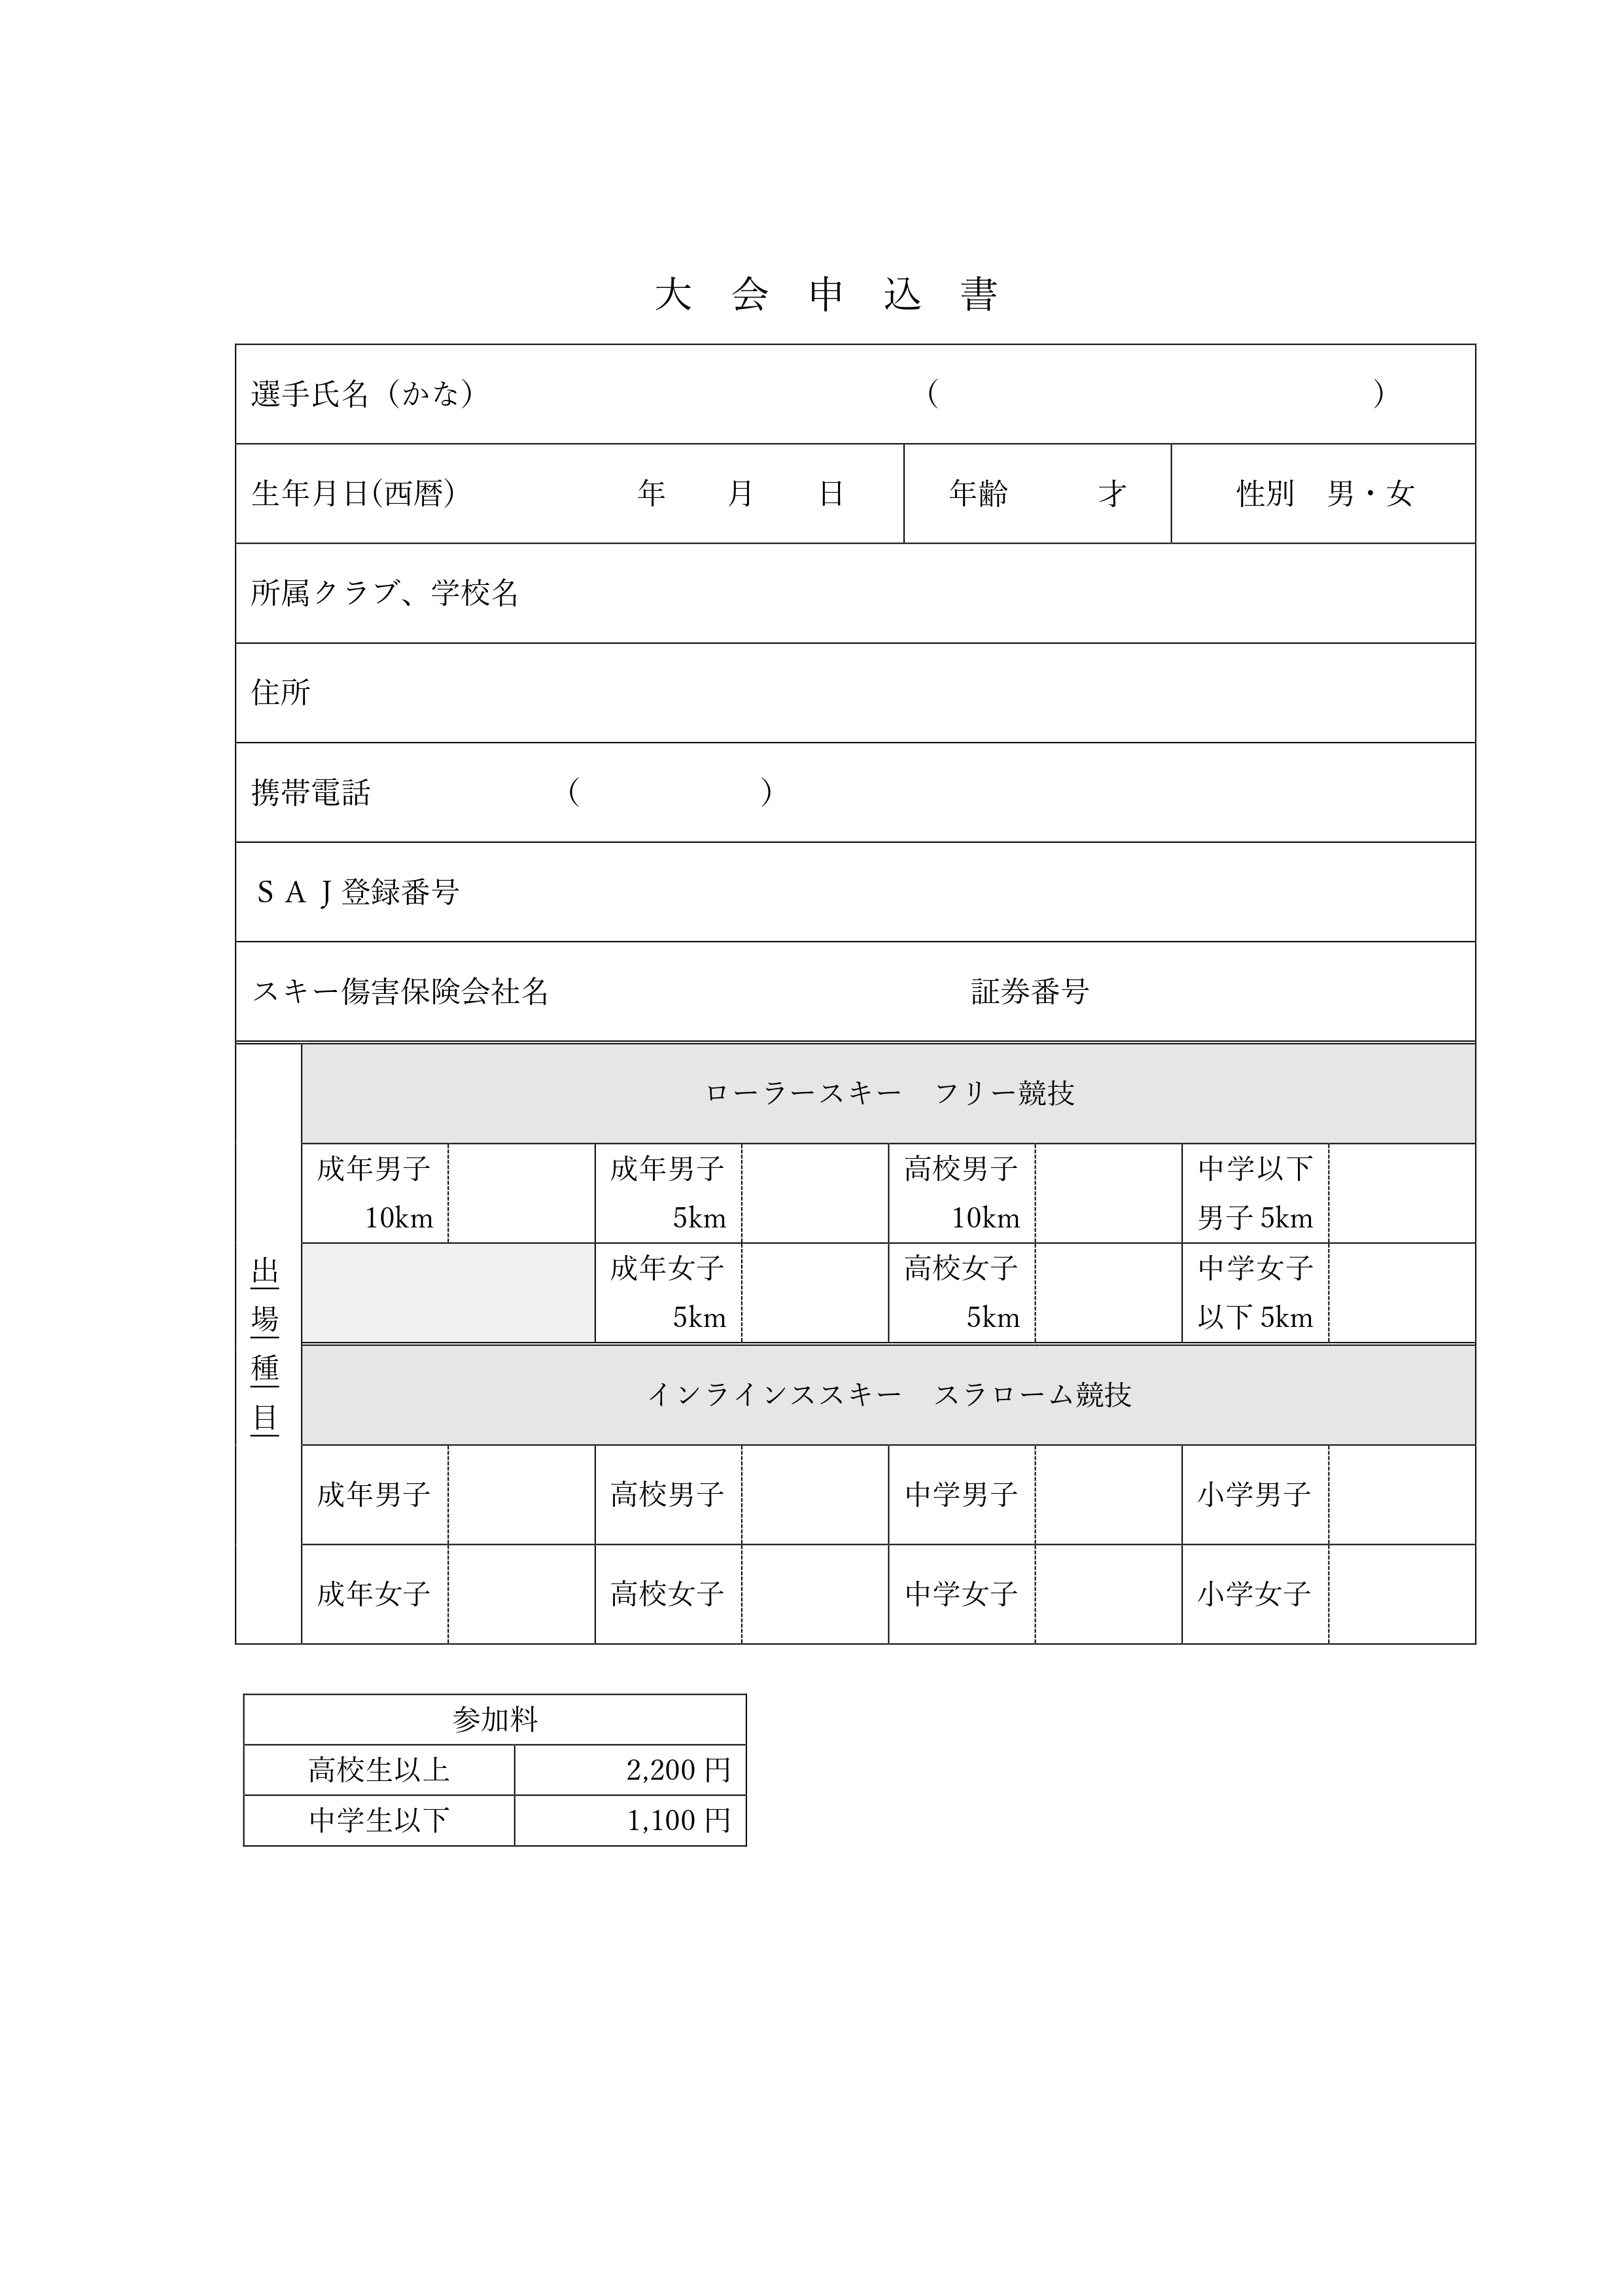 大　会　申　込　書
選手氏名（かな）　　　　　（　　　　　）
生年月日(西暦)　　　年　　月　　日　年齢　　才　性別　男・女
所属クラブ、学校名
住所
携帯電話　　　（　　　）
ＳＡＪ登録番号
スキー傷害保険会社名　　　証券番号
出場種目
ローラースキー　フリー競技
成年男子　成年男子　高校男子　中学以下
10km　5km　10km　男子 5km
成年女子　高校女子　中学女子
5km　5km　以下 5km
インラインスキー　スラローム競技
成年男子　高校男子　中学男子　小学男子
成年女子　高校女子　中学女子　小学女子
参加料
高校生以上　2,200 円
中学生以下　1,100 円